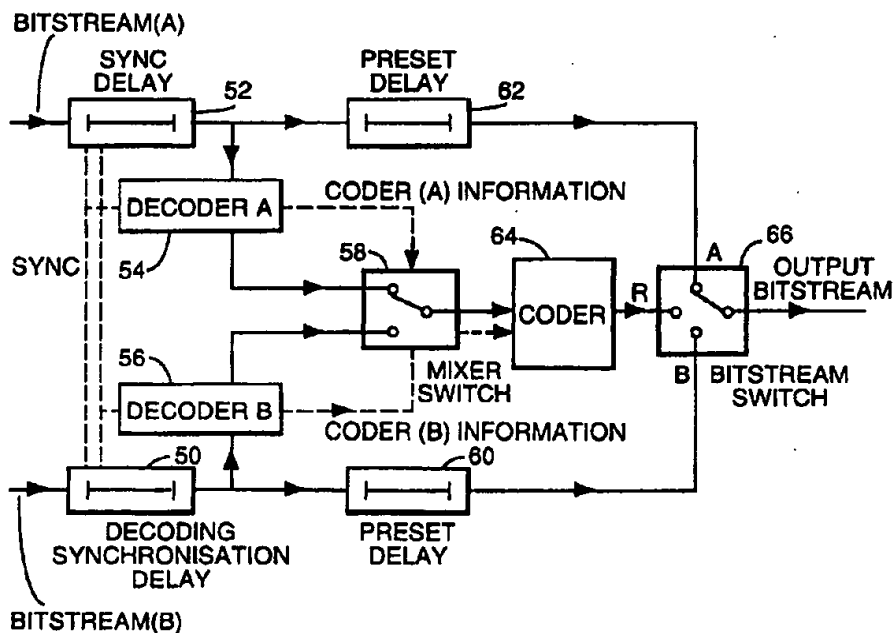 BITSTREAM(A)
SYNC
DELAY
52
PRESET
DELAY
62
DECODER A
54
CODER (A) INFORMATION
SYNC
58
64
CODER
R
A
66
OUTPUT
BITSTREAM
MIXER
SWITCH
B
BITSTREAM
SWITCH
56
DECODER B
CODER (B) INFORMATION
50
60
DECODING
SYNCHRONISATION
DELAY
PRESET
DELAY
BITSTREAM(B)